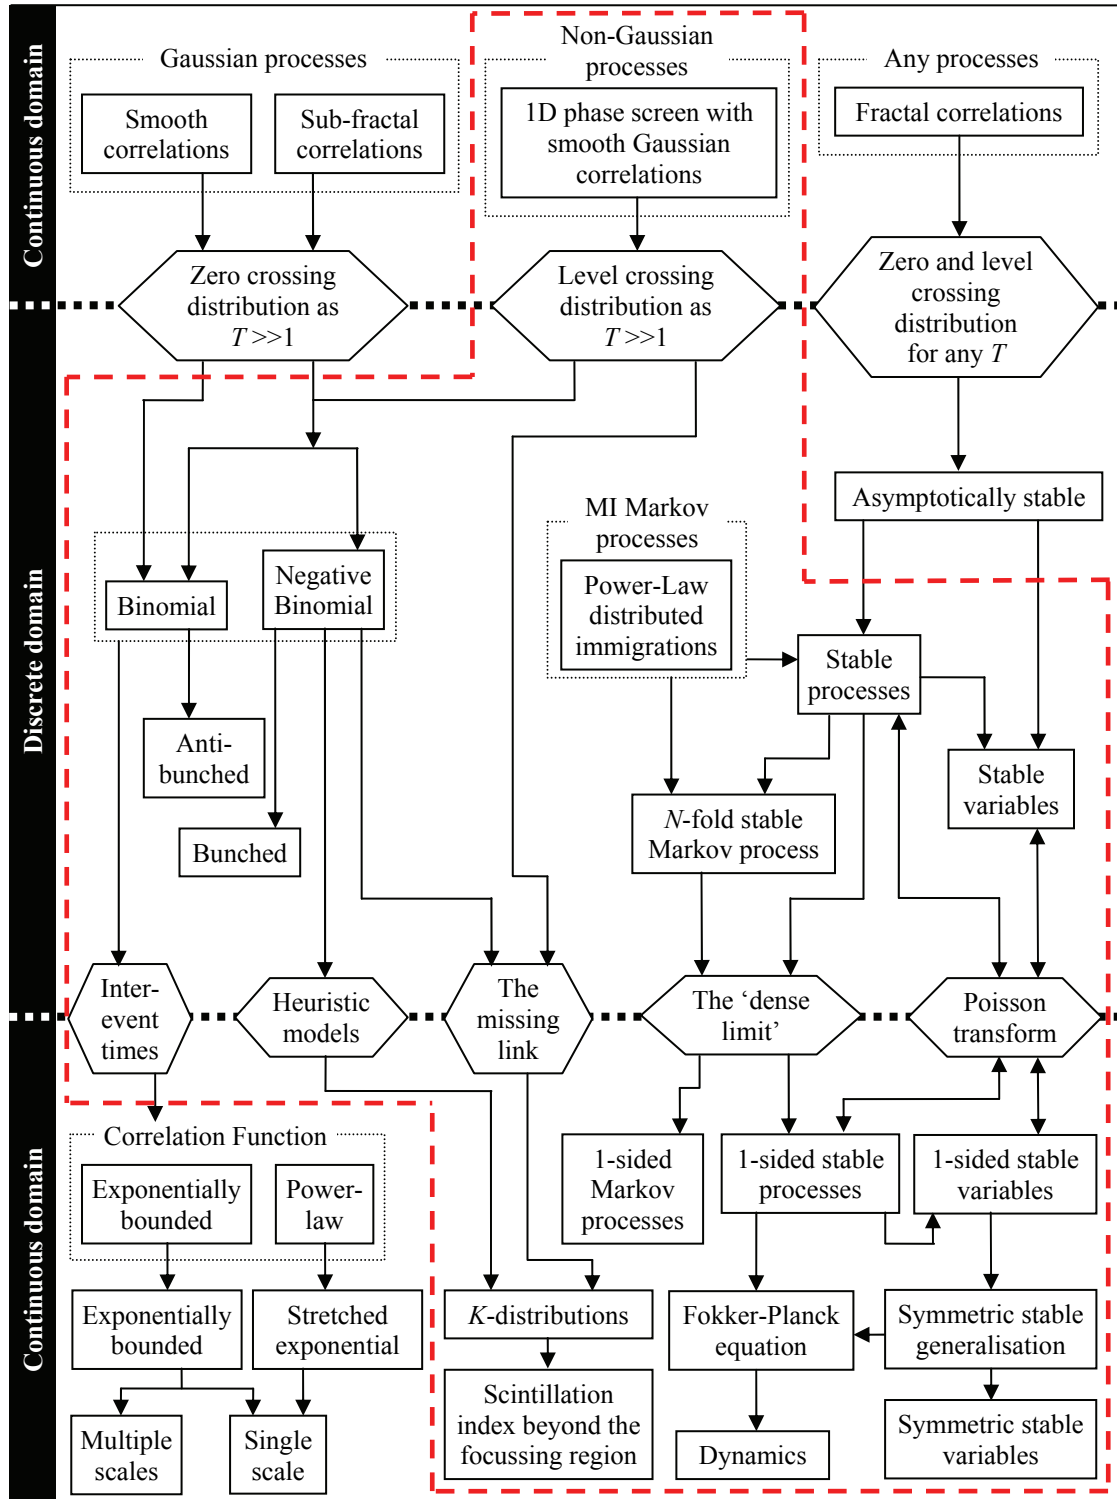 Continuous domain
Gaussian processes
Smooth
correlations
Sub-fractal
correlations
Non-Gaussian
processes
1D phase screen with
smooth Gaussian
correlations
Any processes
Fractal correlations
Zero crossing
distribution as
T >>1
Level crossing
distribution as
T >>1
Zero and level
crossing
distribution
for any T
Discrete domain
Asymptotically stable
MI Markov
processes
Power-Law
distributed
immigrations
Binomial
Negative
Binomial
Stable
processes
Anti-
bunched
Bunched
N-fold stable
Markov process
Stable
variables
Inter-
event
times
Heuristic
models
The
missing
link
The ‘dense
limit’
Poisson
transform
Continuous domain
Correlation Function
Exponentially
bounded
Power-
law
1-sided
Markov
processes
1-sided stable
processes
1-sided stable
variables
Exponentially
bounded
Stretched
exponential
K-distributions
Fokker-Planck
equation
Symmetric stable
generalisation
Multiple
scales
Single
scale
Scintillation
index beyond the
focussing region
Dynamics
Symmetric stable
variables